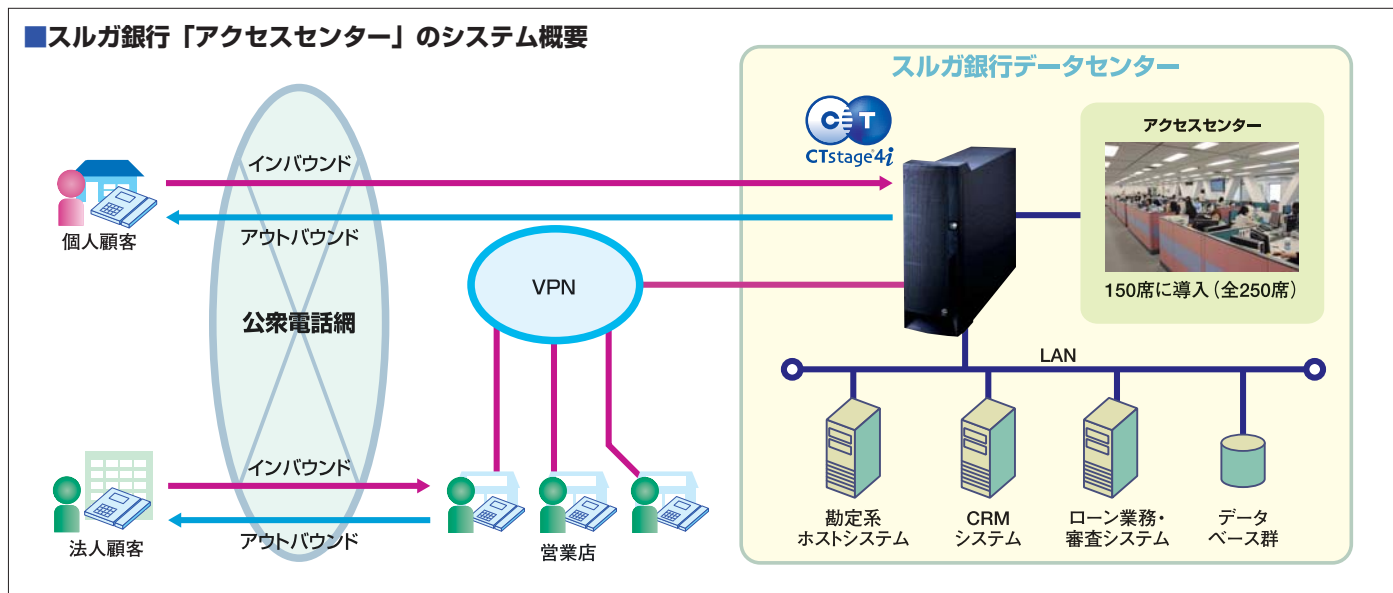 ■スルガ銀行「アクセスセンター」のシステム概要
スルガ銀行データセンター
CT
CTstage®4i
アクセスセンター
150席に導入（全250席）
インバウンド
アウトバウンド
個人顧客
公衆電話網
VPN
LAN
インバウンド
アウトバウンド
法人顧客
営業店
勘定系
ホストシステム
CRM
システム
ローン業務・
審査システム
データ
ベース群